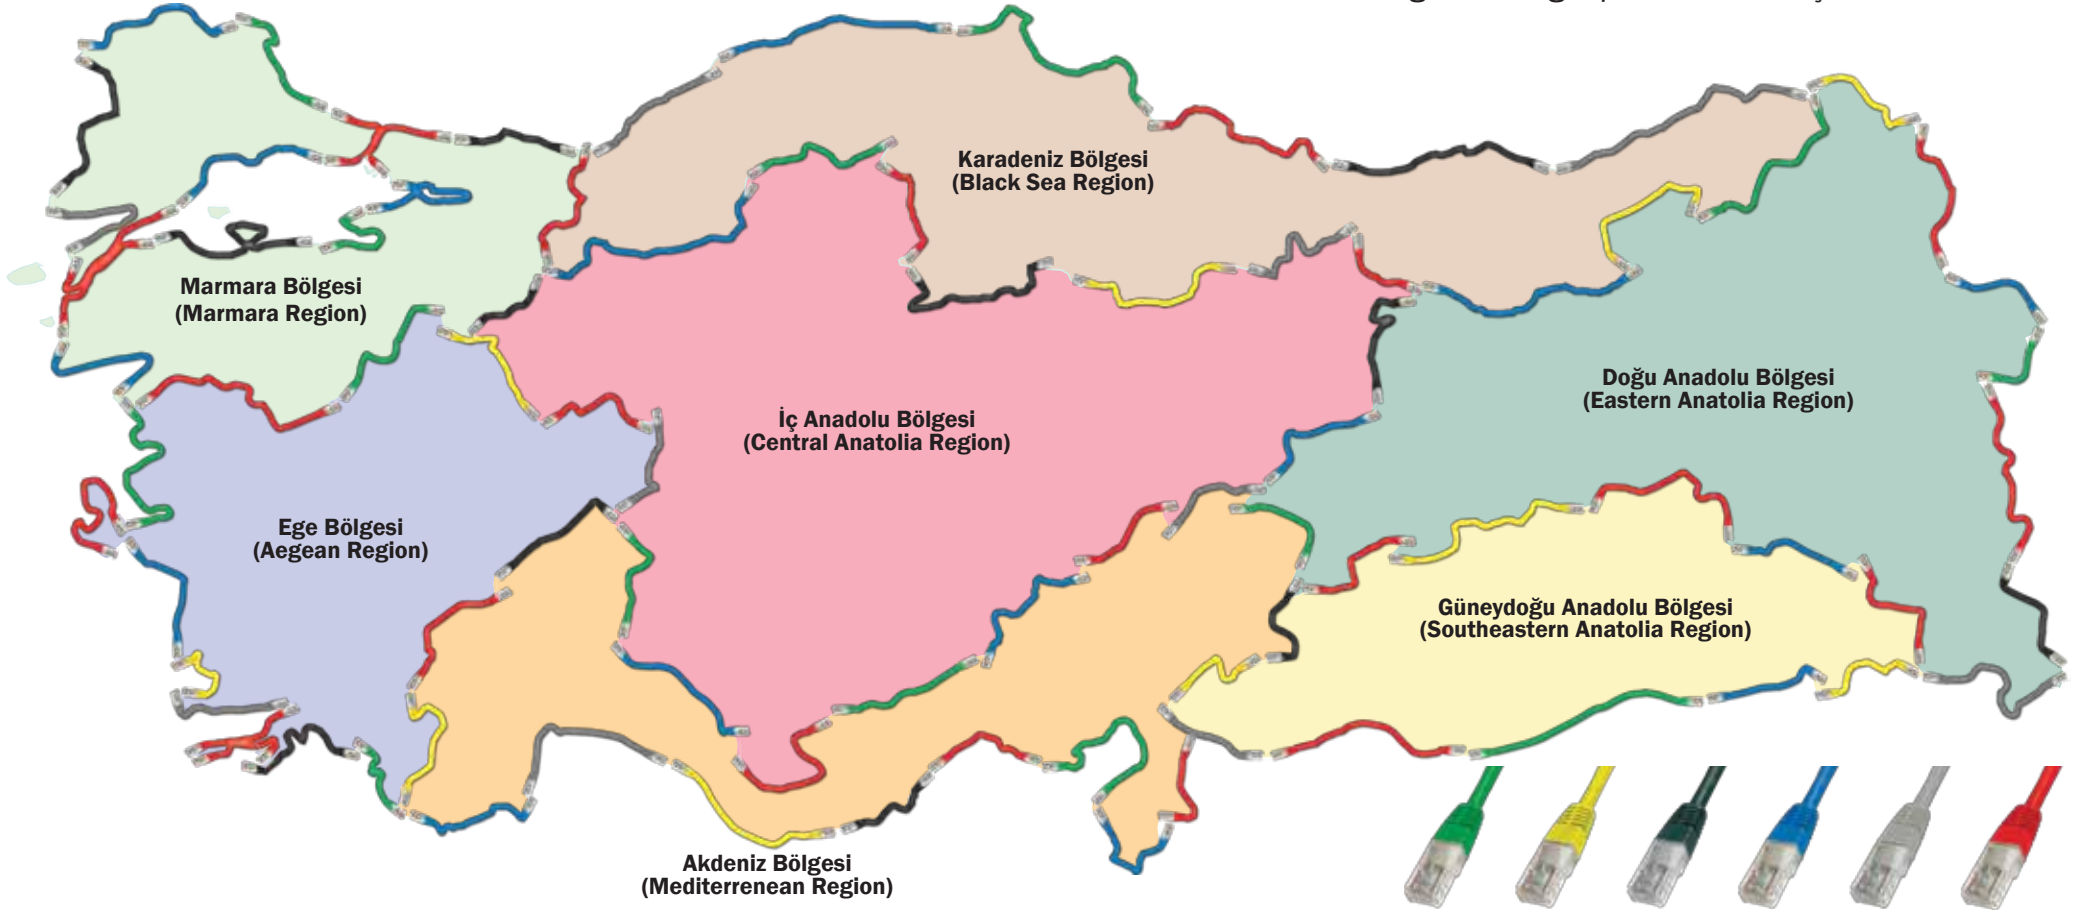 Karadeniz Bölgesi
(Black Sea Region)
Marmara Bölgesi
(Marmara Region)
Doğu Anadolu Bölgesi
(Eastern Anatolia Region)
İç Anadolu Bölgesi
(Central Anatolia Region)
Ege Bölgesi
(Aegean Region)
Güneydoğu Anadolu Bölgesi
(Southeastern Anatolia Region)
Akdeniz Bölgesi
(Mediterrenean Region)